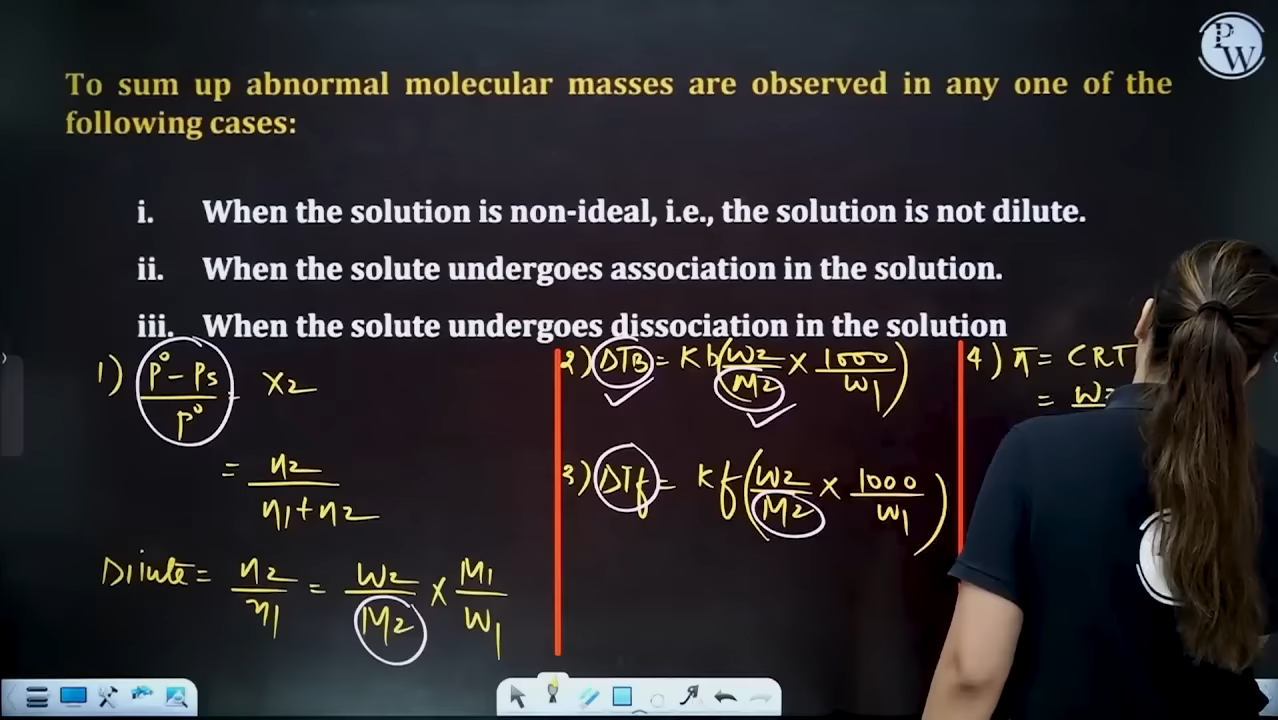 PW
To sum up abnormal molecular masses are observed in any one of the
following cases:
i. When the solution is non-ideal, i.e., the solution is not dilute.
ii. When the solute undergoes association in the solution.
iii. When the solute undergoes dissociation in the solution
1) P° - Ps / P° = X2
= n2 / n1 + n2
Dilute = n2 / n1 = W2 / M2 × M1 / W1
2) ΔTB = Kb (W2 / M2 × 1000 / W1)
3) ΔTf = Kf (W2 / M2 × 1000 / W1)
4) π = CRT
=